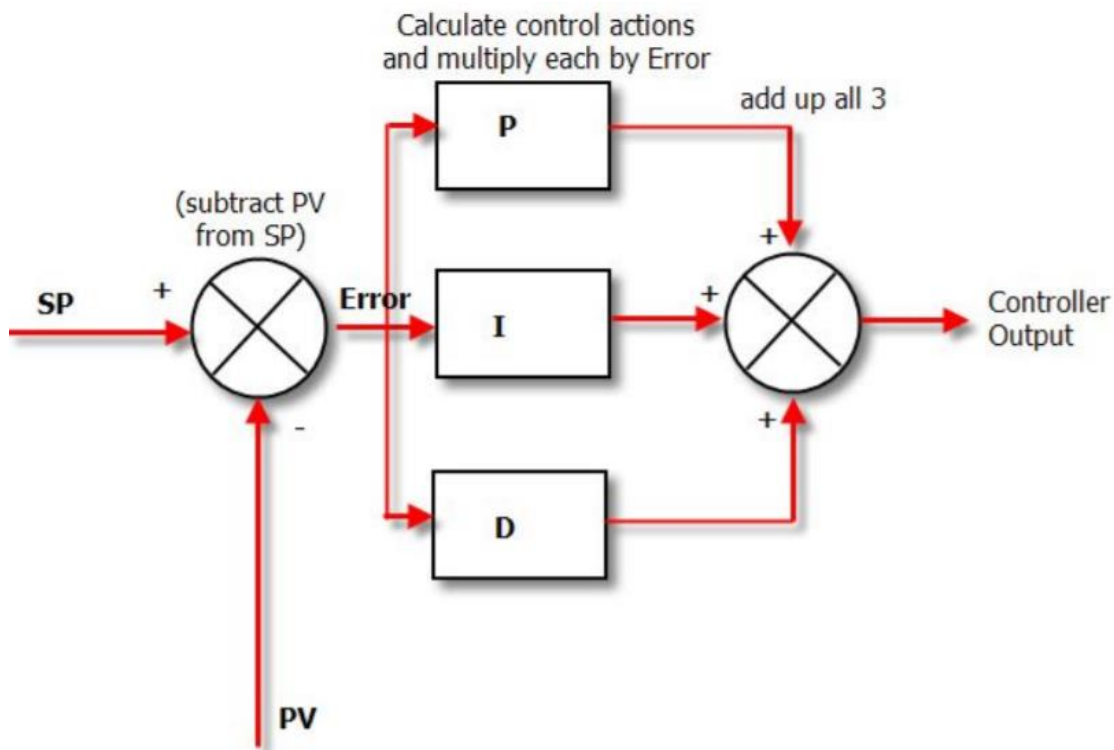 Calculate control actions
and multiply each by Error
P
add up all 3
(subtract PV
from SP)
+
SP
+
Error
+
I
Controller
Output
-
+
D
PV